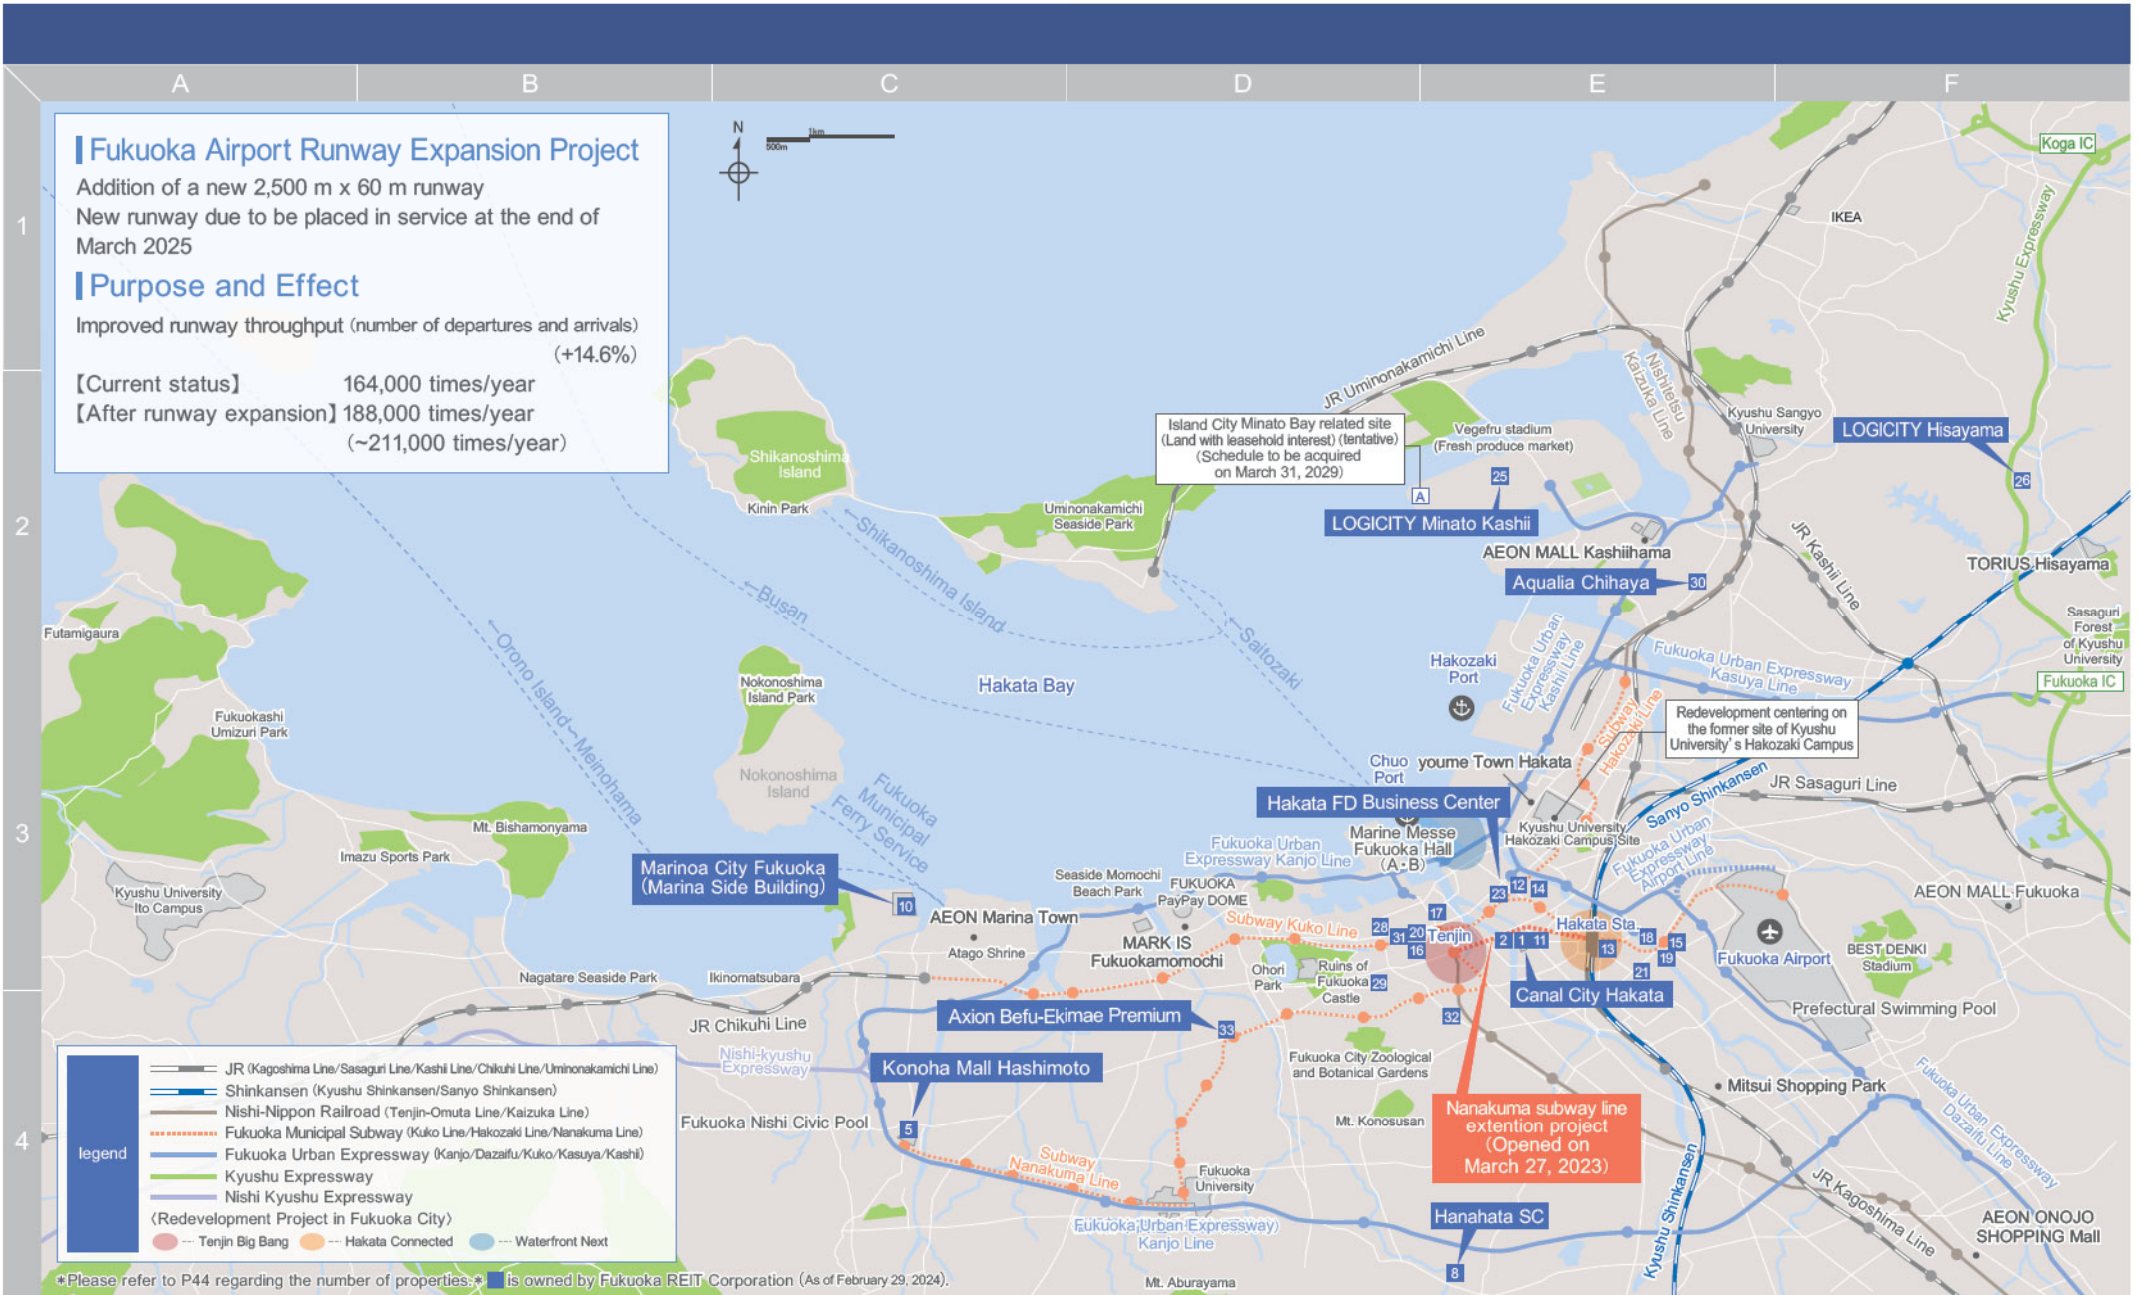 A B C D E F
1
2
3
4
Fukuoka Airport Runway Expansion Project
Addition of a new 2,500 m x 60 m runway
New runway due to be placed in service at the end of
March 2025
Purpose and Effect
Improved runway throughput (number of departures and arrivals)
(+14.6%)
【Current status】 164,000 times/year
【After runway expansion】 188,000 times/year
(~211,000 times/year)
N
1km
500m
Koga IC
IKEA
Kyushu Expressway
JR Uminonakamichi Line
Nishitetsu
Kaizuka Line
Kyushu Sangyo
University
LOGICITY Hisayama
26
Island City Minato Bay related site
(Land with leasehold interest) (tentative)
(Schedule to be acquired
on March 31, 2029)
A
Vegefru stadium
(Fresh produce market)
25
LOGICITY Minato Kashii
Shikanoshima
Island
Kinin Park
Uminonakamichi
Seaside Park
←Shikanoshima Island
←Busan
←Orono Island~Meinohama
←Saitozaki
AEON MALL Kashiihama
Aqualia Chihaya
30
JR Kashii Line
TORIUS Hisayama
Sasaguri
Forest
of Kyushu
University
Fukuoka IC
Futamigaura
Fukuokashi
Umizuri Park
Nokonoshima
Island Park
Nokonoshima
Island
Hakata Bay
Hakozaki
Port
Fukuoka Urban
Expressway
Kashii Line
Fukuoka Urban Expressway
Kasuya Line
Subway
Hakozaki Line
Redevelopment centering on
the former site of Kyushu
University's Hakozaki Campus
Chuo
Port
youme Town Hakata
Sanyo Shinkansen
JR Sasaguri Line
Hakata FD Business Center
Fukuoka
Municipal
Ferry Service
Mt. Bishamonyama
Imazu Sports Park
Kyushu University
Ito Campus
Marinoa City Fukuoka
(Marina Side Building)
10
Fukuoka Urban
Expressway Kanjo Line
Marine Messe
Fukuoka Hall
(A・B)
Kyushu University
Hakozaki Campus Site
Fukuoka Urban
Expressway
Airport Line
Seaside Momochi
Beach Park
FUKUOKA
PayPay DOME
AEON Marina Town
Atago Shrine
MARK IS
Fukuokamomochi
Subway Kuko Line
28
31
20
16
17
Tenjin
23
12
14
2
1
11
Hakata Sta.
13
18
15
19
21
Canal City Hakata
Fukuoka Airport
AEON MALL Fukuoka
BEST DENKI
Stadium
Prefectural Swimming Pool
Nagatare Seaside Park
Ikinomatsubara
Ohori
Park
Ruins of
Fukuoka
Castle
29
32
JR Chikuhi Line
Axion Befu-Ekimae Premium
33
Nishi-kyushu
Expressway
Konoha Mall Hashimoto
5
Fukuoka City Zoological
and Botanical Gardens
Mt. Konosusan
Nanakuma subway line
extention project
(Opened on
March 27, 2023)
Mitsui Shopping Park
Fukuoka Urban Expressway
Dazaifu Line
Fukuoka Nishi Civic Pool
Subway
Nanakuma Line
Fukuoka
University
Fukuoka Urban Expressway)
Kanjo Line
Hanahata SC
8
Kyushu Shinkansen
JR Kagoshima Line
AEON ONOJO
SHOPPING Mall
Mt. Aburayama
legend
JR (Kagoshima Line/Sasaguri Line/Kashii Line/Chikuhi Line/Uminonakamichi Line)
Shinkansen (Kyushu Shinkansen/Sanyo Shinkansen)
Nishi-Nippon Railroad (Tenjin-Omuta Line/Kaizuka Line)
Fukuoka Municipal Subway (Kuko Line/Hakozaki Line/Nanakuma Line)
Fukuoka Urban Expressway (Kanjo/Dazaifu/Kuko/Kasuya/Kashii)
Kyushu Expressway
Nishi Kyushu Expressway
〈Redevelopment Project in Fukuoka City〉
Tenjin Big Bang Hakata Connected Waterfront Next
*Please refer to P44 regarding the number of properties.* is owned by Fukuoka REIT Corporation (As of February 29, 2024).